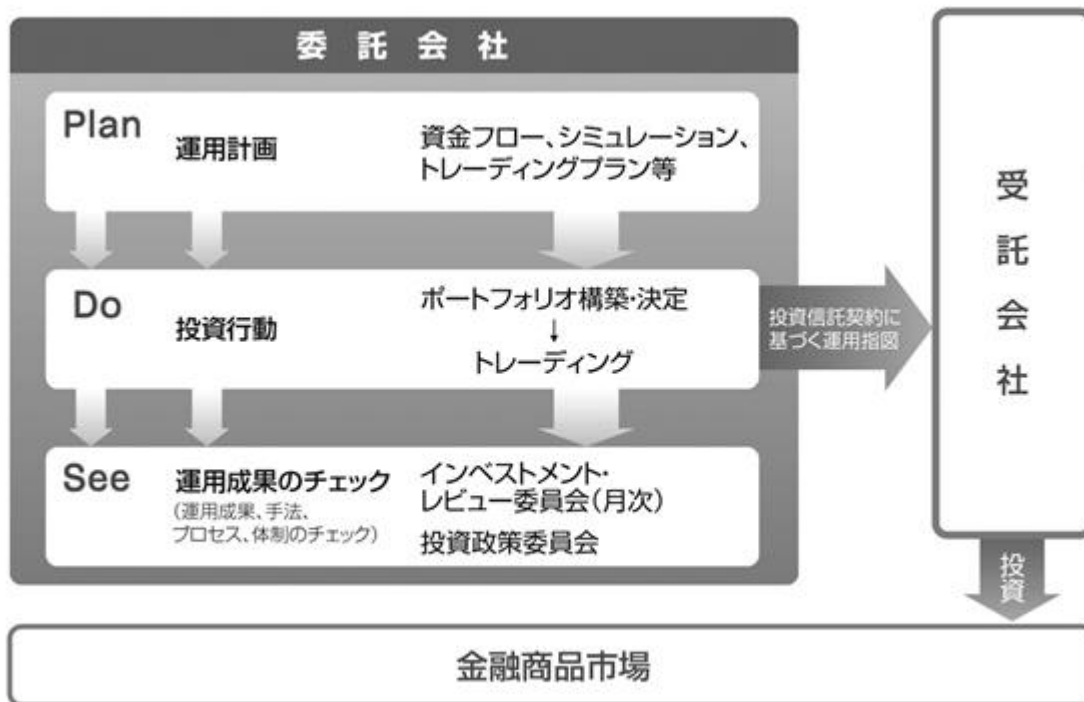 委託会社
Plan
運用計画
資金フロー、シミュレーション、
トレーディングプラン等
Do
投資行動
ポートフォリオ構築・決定
↓
トレーディング
See
運用成果のチェック
(運用成果、手法、
プロセス、体制のチェック)
インベストメント・
レビュー委員会(月次)
投資政策委員会
投資信託契約に
基づく運用指図
受託会社
投資
金融商品市場